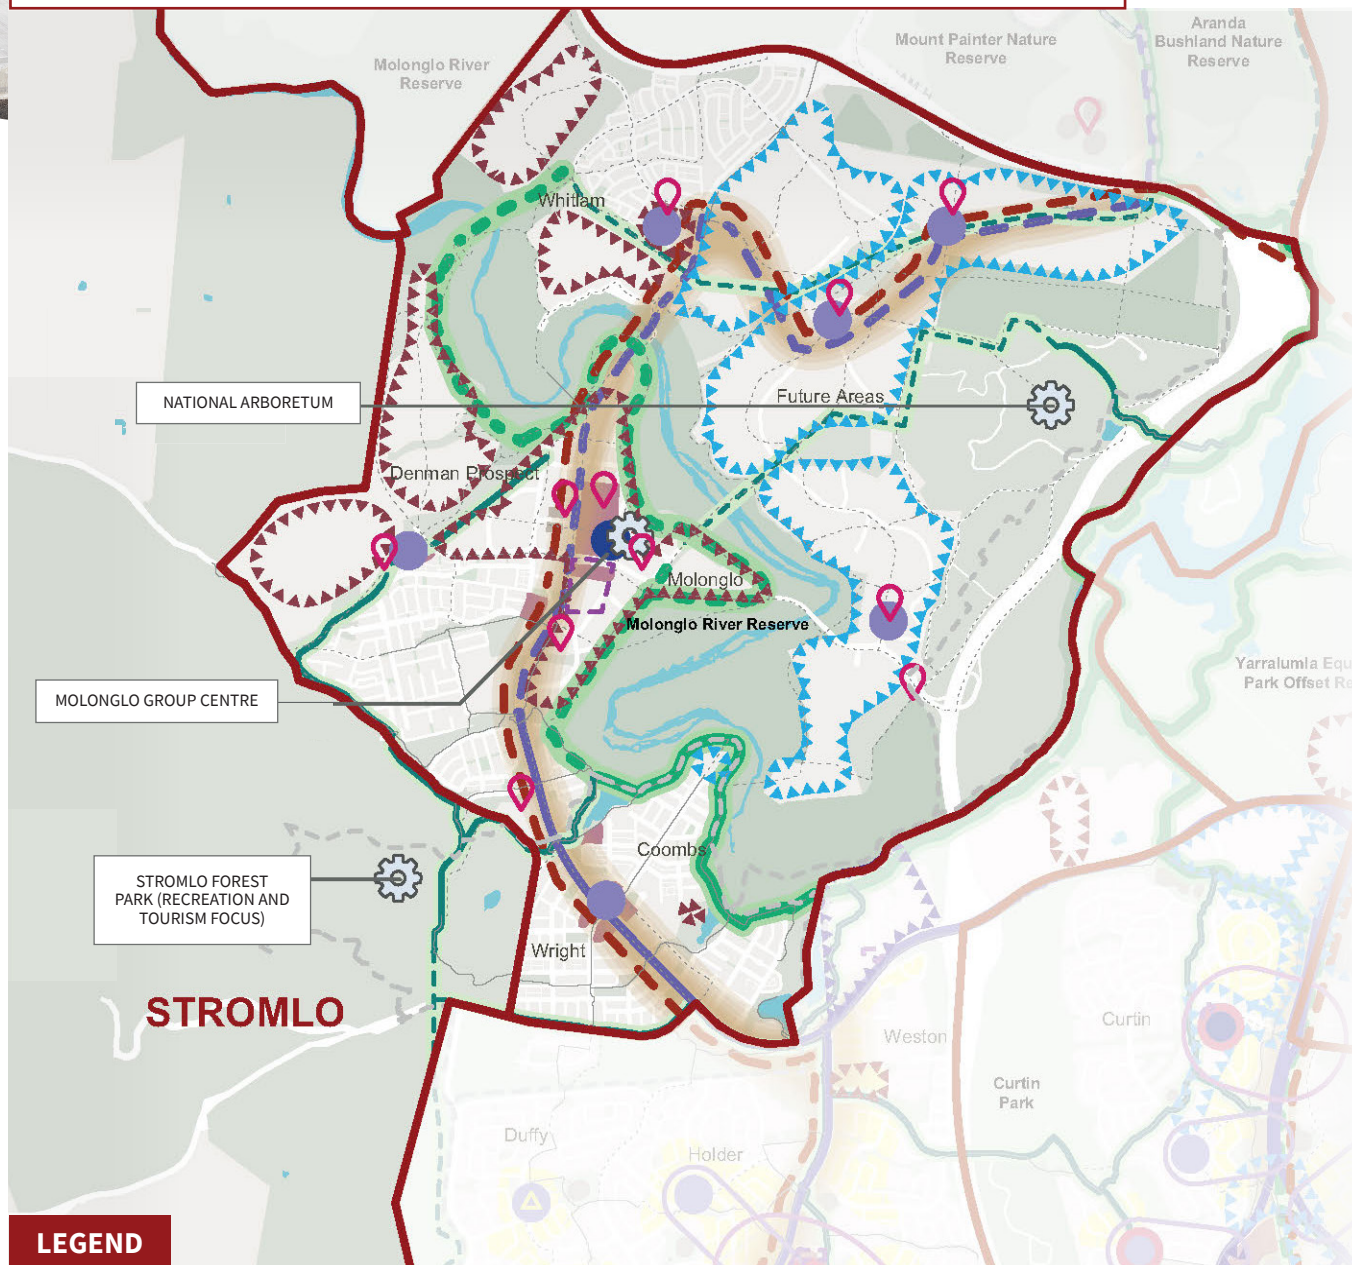 Aranda
Bushland Nature
Reserve
Mount Painter Nature
Reserve
Molonglo River
Reserve
Whitlam
NATIONAL ARBORETUM
Future Areas
Denman Prospect
Molonglo
Molonglo River Reserve
Yarralumla Equ
Park Offset Re
MOLONGLO GROUP CENTRE
Coombs
STROMLO FOREST
PARK (RECREATION AND
TOURISM FOCUS)
Wright
STROMLO
Weston
Curtin
Curtin
Park
Duffy
Holder
LEGEND